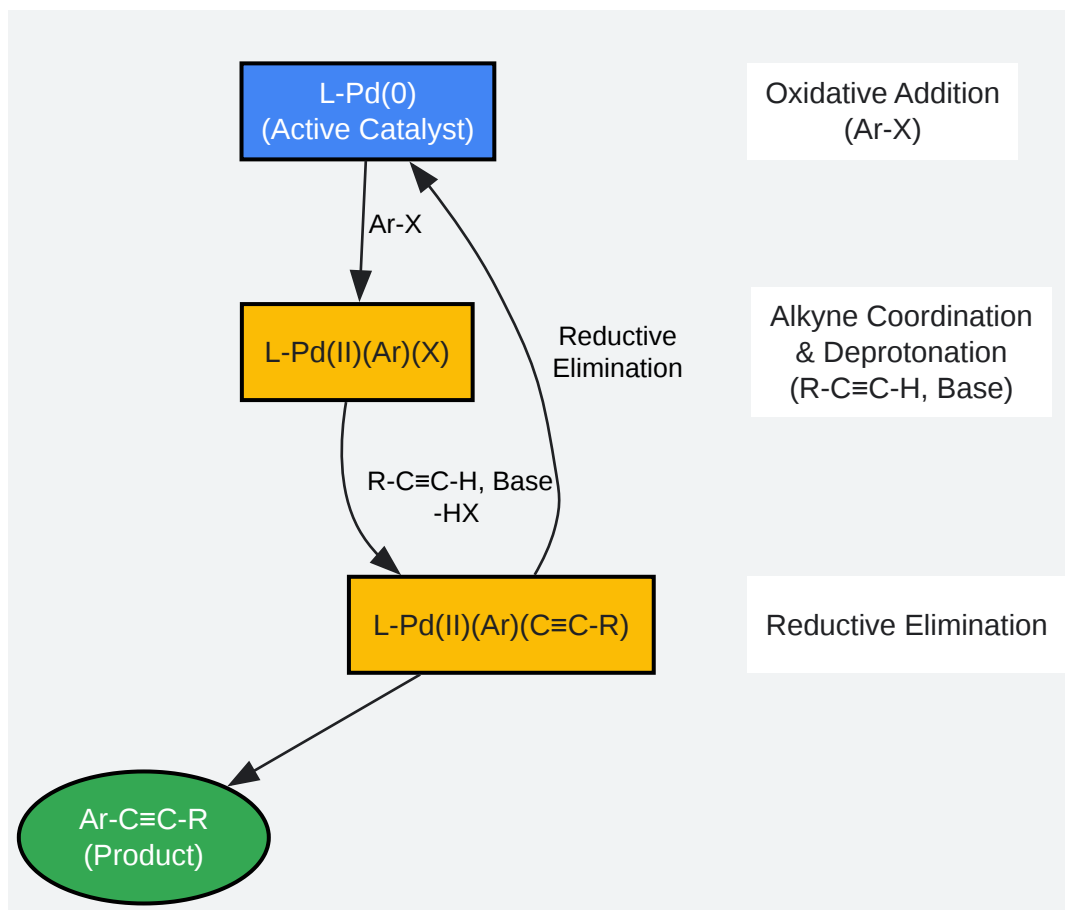 L-Pd(0)
(Active Catalyst)
Oxidative Addition
(Ar-X)
Ar-X
L-Pd(II)(Ar)(X)
Reductive
Elimination
Alkyne Coordination
& Deprotonation
(R-C≡C-H, Base)
R-C≡C-H, Base
-HX
L-Pd(II)(Ar)(C≡C-R)
Reductive Elimination
Ar-C≡C-R
(Product)